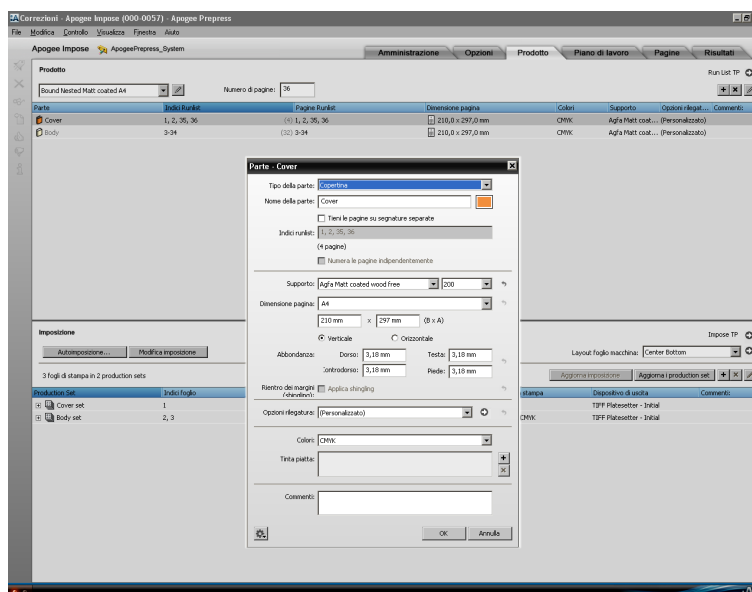 Correzioni - Apogee Impose (000-0057) - Apogee Prepress
File Modifica Controllo Visualizza Finestra Aiuto
Apogee Impose ApogeePrepress_System
Amministrazione Opzioni Prodotto Piano di lavoro Pagine Risultati
Prodotto
Run List TP
Bound Nested Matt coated A4 Numero di pagine: 36
Parte Indici Runlist Pagine Runlist Dimensione pagina Colori Supporto Opzioni rilegat... Commenti:
Cover 1, 2, 35, 36 (4) 1, 2, 35, 36 210,0 x 297,0 mm CMYK Agfa Matt coat... (Personalizzato)
Body 3-34 (32) 3-34 210,0 x 297,0 mm CMYK Agfa Matt coat... (Personalizzato)
Parte - Cover
Tipo della parte: Copertina
Nome della parte: Cover
Tieni le pagine su segnature separate
Indici runlist: 1, 2, 35, 36
(4 pagine)
Numera le pagine indipendentemente
Supporto: Agfa Matt coated wood free 200
Dimensione pagina: A4
210 mm x 297 mm (B x A)
Verticale Orizzontale
Abbondanza: Dorso: 3,18 mm Testa: 3,18 mm
Controdorso: 3,18 mm Piede: 3,18 mm
Rientro dei margini (shingling): Applica shingling
Opzioni rilegatura: (Personalizzato)
Colori: CMYK
Tinta piatta:
Commenti:
OK Annulla
Imposizione
Impose TP
Autoimposizione... Modifica imposizione
Layout foglio macchina: Center Bottom
3 fogli di stampa in 2 production sets
Aggiorna imposizione Aggiorna i production set
Production Set Indici foglio stampa Dispositivo di uscita Commenti:
Cover set 1 TIFF Platesetter - Initial
Body set 2, 3 CMYK TIFF Platesetter - Initial